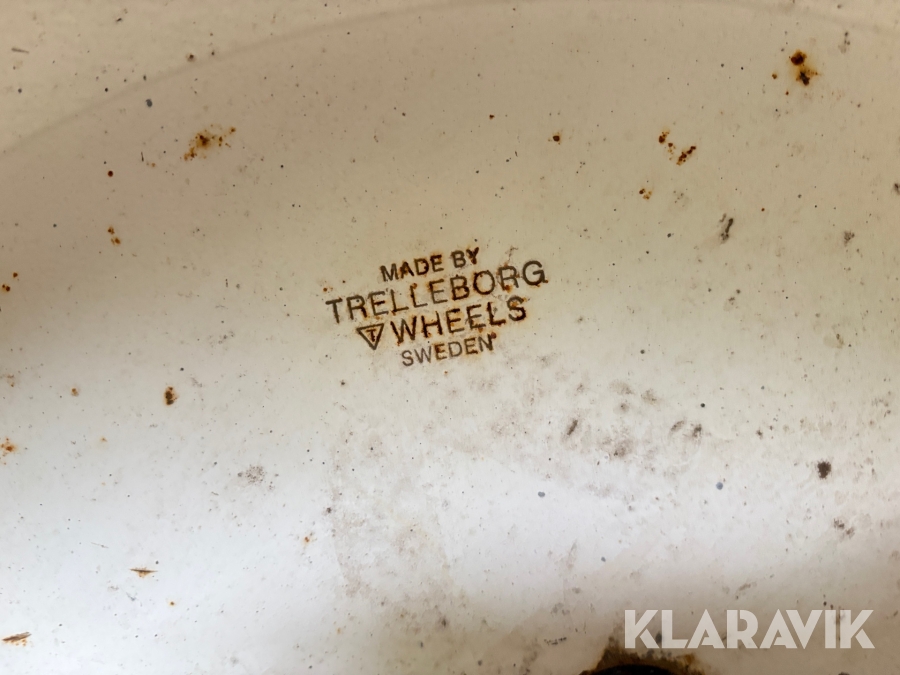 MADE BY
TRELLEBORG
T WHEELS
SWEDEN
KLARAVIK